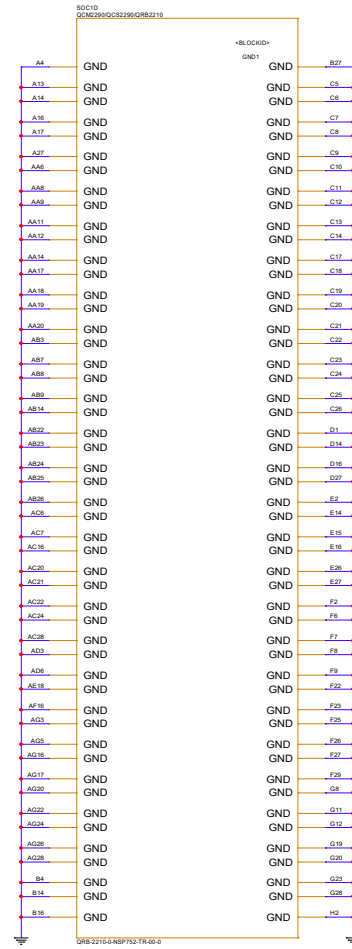 SOC1D
QCM2290/QCS2290/QRB2210
<BLOCKID>
GND1
A4 GND GND B27
A13 GND GND C5
A14 GND GND C6
A16 GND GND C7
A17 GND GND C8
A27 GND GND C9
AA6 GND GND C10
AA8 GND GND C11
AA9 GND GND C12
AA11 GND GND C13
AA12 GND GND C14
AA14 GND GND C17
AA17 GND GND C18
AA18 GND GND C19
AA19 GND GND C20
AA20 GND GND C21
AB3 GND GND C22
AB7 GND GND C23
AB8 GND GND C24
AB9 GND GND C25
AB14 GND GND C26
AB22 GND GND D1
AB23 GND GND D14
AB24 GND GND D16
AB25 GND GND D27
AB26 GND GND E2
AC6 GND GND E14
AC7 GND GND E15
AC16 GND GND E16
AC20 GND GND E26
AC21 GND GND E27
AC22 GND GND F2
AC24 GND GND F6
AC28 GND GND F7
AD3 GND GND F8
AD6 GND GND F9
AE18 GND GND F22
AF16 GND GND F23
AG3 GND GND F25
AG5 GND GND F26
AG16 GND GND F27
AG17 GND GND F29
AG20 GND GND G8
AG22 GND GND G11
AG24 GND GND G12
AG26 GND GND G19
AG28 GND GND G20
B4 GND GND G23
B14 GND GND G28
B16 GND GND H2
QRB-2210-0-NSP752-TR-00-0